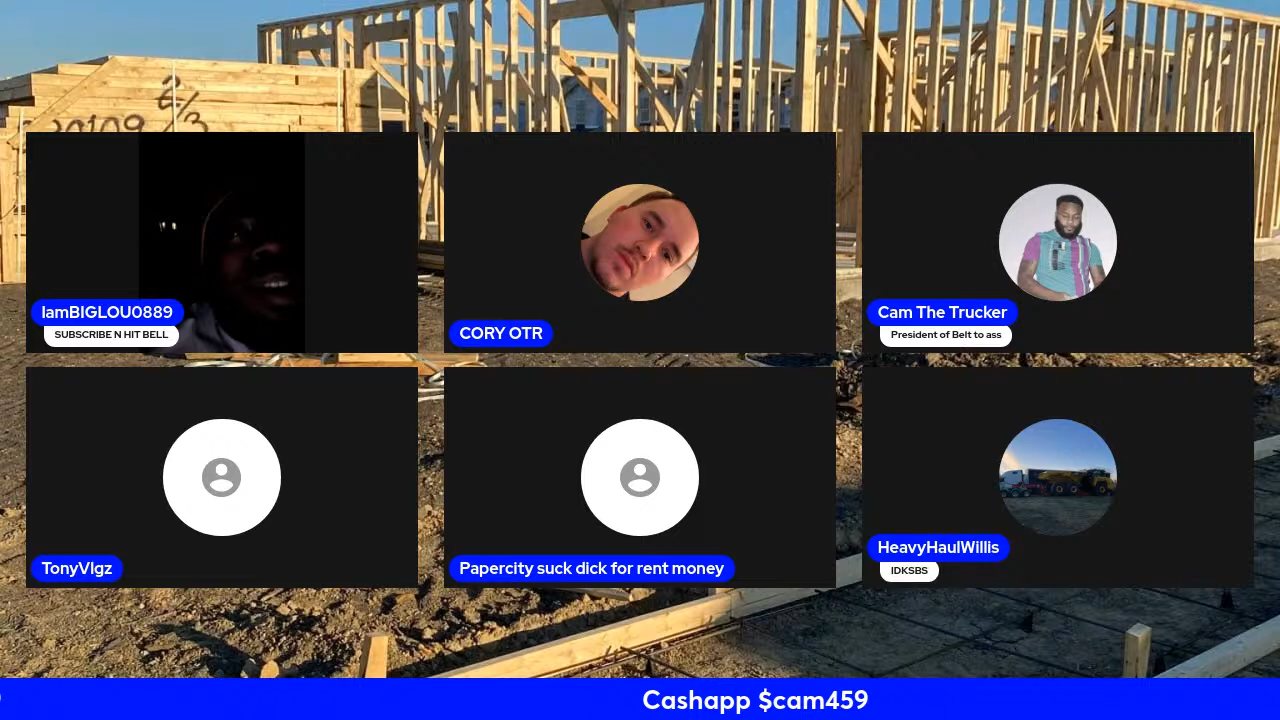 IamBIGLOU0889
SUBSCRIBE N HIT BELL
CORY OTR
Cam The Trucker
President of Belt to ass
TonyVlgz
Papercity suck dick for rent money
HeavyHaulWillis
IDKSBS
Cashapp $cam459